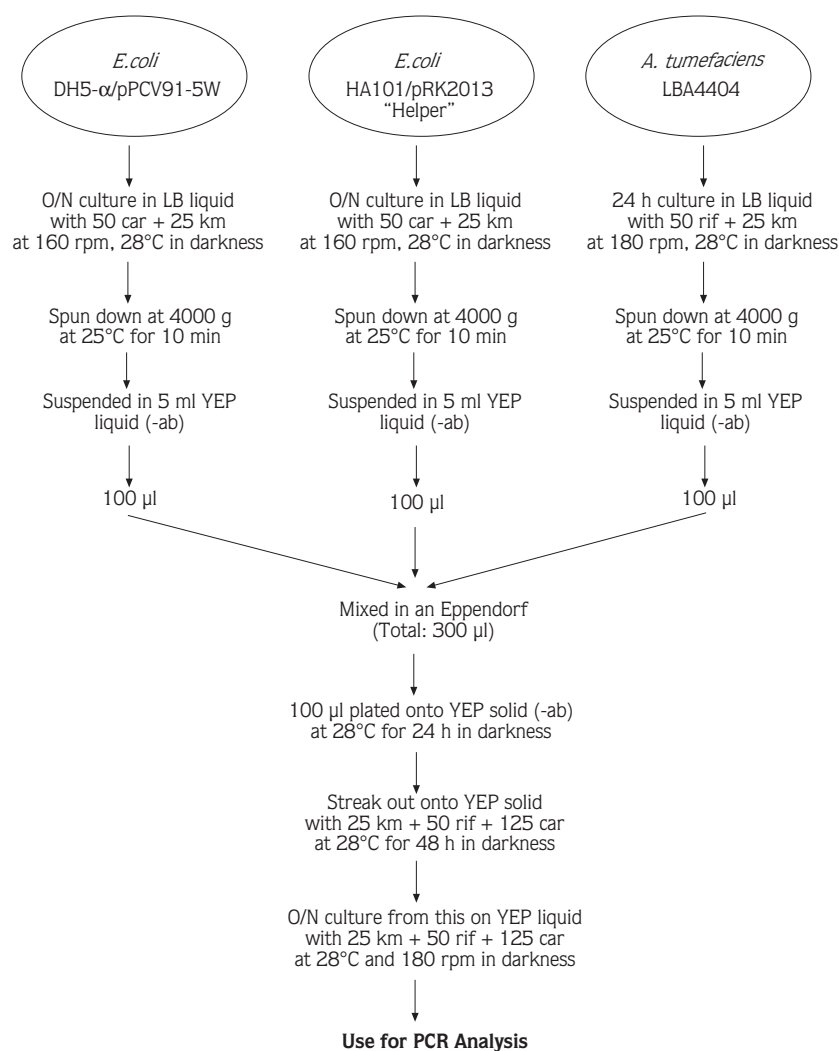 E.coli
DH5-α/pPCV91-5W
E.coli
HA101/pRK2013
“Helper”
A. tumefaciens
LBA4404
O/N culture in LB liquid
with 50 car + 25 km
at 160 rpm, 28°C in darkness
O/N culture in LB liquid
with 50 car + 25 km
at 160 rpm, 28°C in darkness
24 h culture in LB liquid
with 50 rif + 25 km
at 180 rpm, 28°C in darkness
Spun down at 4000 g
at 25°C for 10 min
Spun down at 4000 g
at 25°C for 10 min
Spun down at 4000 g
at 25°C for 10 min
Suspended in 5 ml YEP
liquid (-ab)
Suspended in 5 ml YEP
liquid (-ab)
Suspended in 5 ml YEP
liquid (-ab)
100 µl
100 µl
100 µl
Mixed in an Eppendorf
(Total: 300 µl)
100 µl plated onto YEP solid (-ab)
at 28°C for 24 h in darkness
Streak out onto YEP solid
with 25 km + 50 rif + 125 car
at 28°C for 48 h in darkness
O/N culture from this on YEP liquid
with 25 km + 50 rif + 125 car
at 28°C and 180 rpm in darkness
Use for PCR Analysis